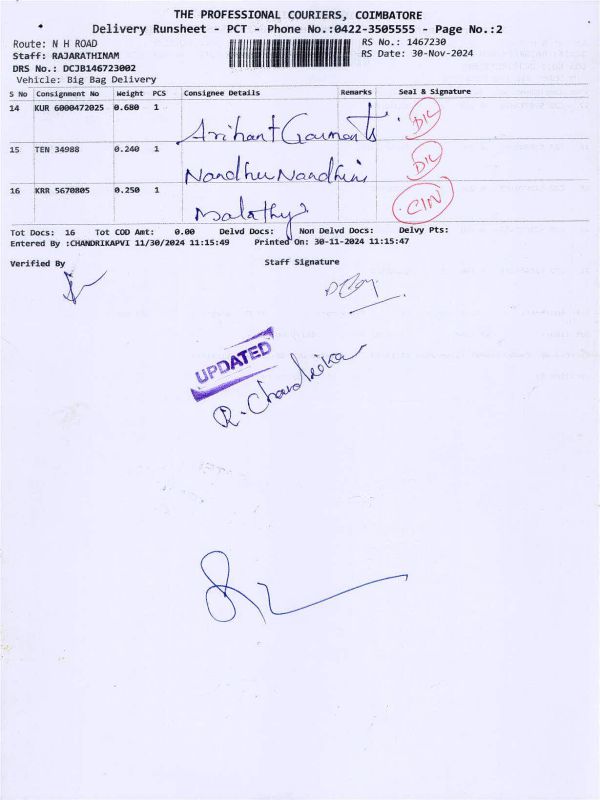 THE PROFESSIONAL COURIERS, COIMBATORE
Delivery Runsheet - PCT - Phone No.:0422-3505555 - Page No.:2
Route: N H ROAD
RS No.: 1467230
Staff: RAJARATHINAM
RS Date: 30-Nov-2024
DRS No.: DCJB146723002
Vehicle: Big Bag Delivery
S No Consignment No Weight PCS Consignee Details Remarks Seal & Signature
14 KUR 6000472025 0.680 1 Arihant Garments DIL
15 TEN 34988 0.240 1 Nandhu Nandhini DIL
16 KRR 5670805 0.250 1 Malathy CIN
Tot Docs: 16 Tot COD Amt: 0.00 Delvd Docs: Non Delvd Docs: Delvy Pts:
Entered By :CHANDRIKAPVI 11/30/2024 11:15:49 Printed On: 30-11-2024 11:15:47
Verified By Staff Signature
UPDATED
R. Chandrika